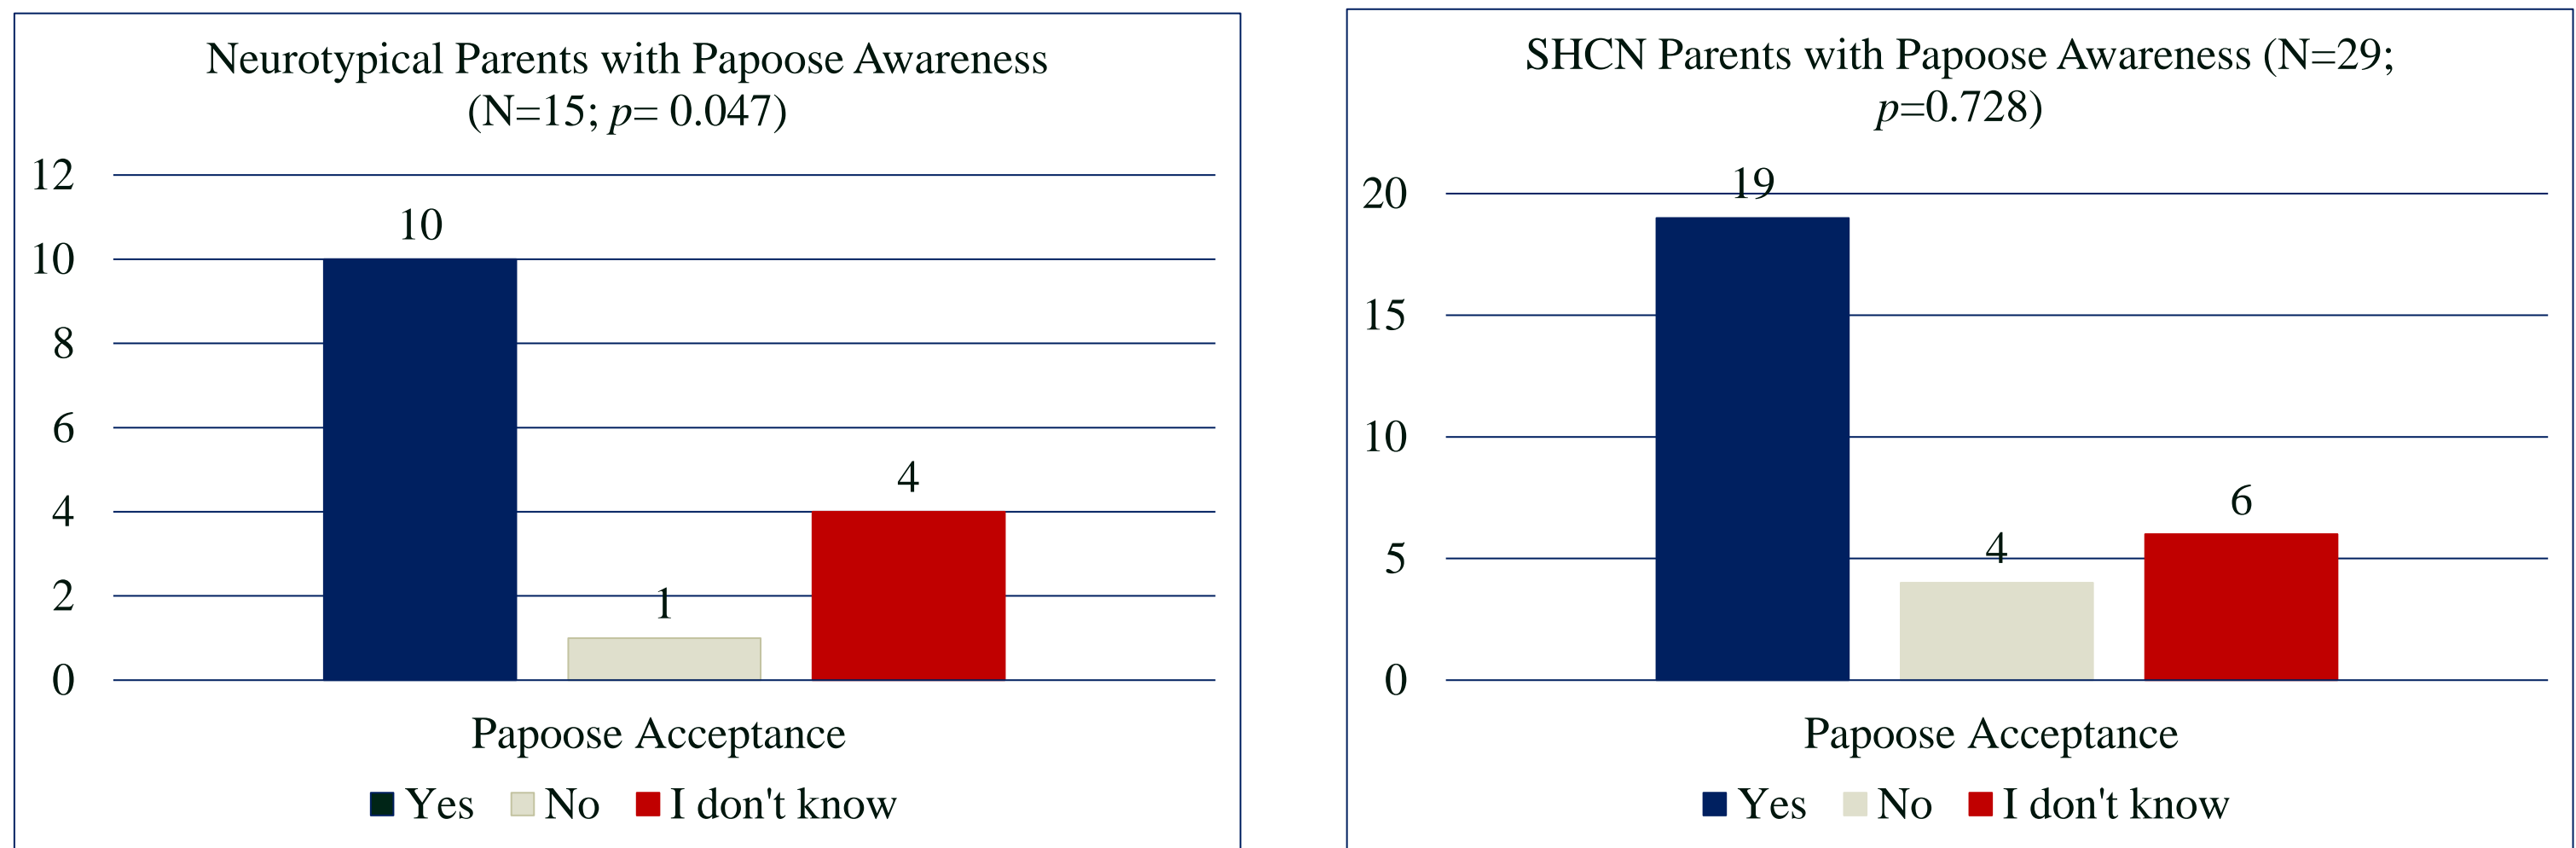 Neurotypical Parents with Papoose Awareness
(N=15; p= 0.047)
12
10
8
6
4
2
0
10
1
4
Papoose Acceptance
Yes No I don't know
SHCN Parents with Papoose Awareness (N=29;
p=0.728)
20
15
10
5
0
19
4
6
Papoose Acceptance
Yes No I don't know